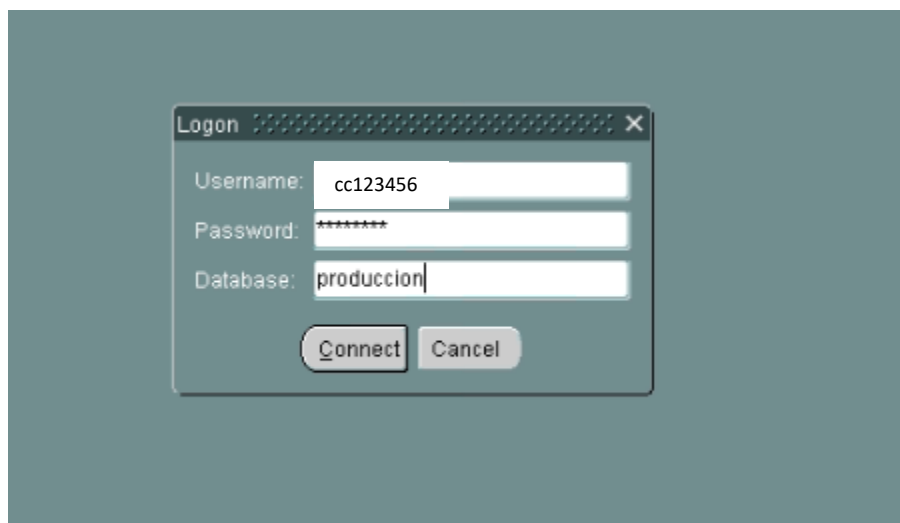 Logon
Username: cc123456
Password: ********
Database: produccion
Connect Cancel